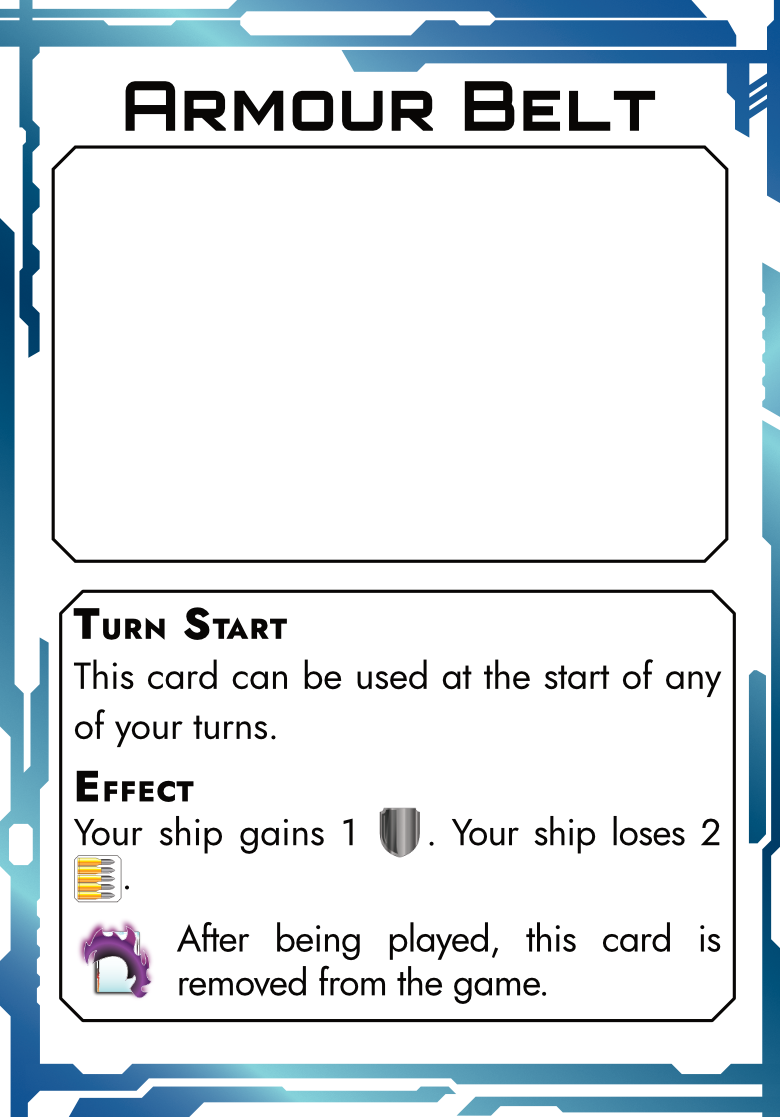 Armour Belt
Turn Start
This card can be used at the start of any
of your turns.
Effect
Your ship gains 1 . Your ship loses 2
.
After being played, this card is
removed from the game.